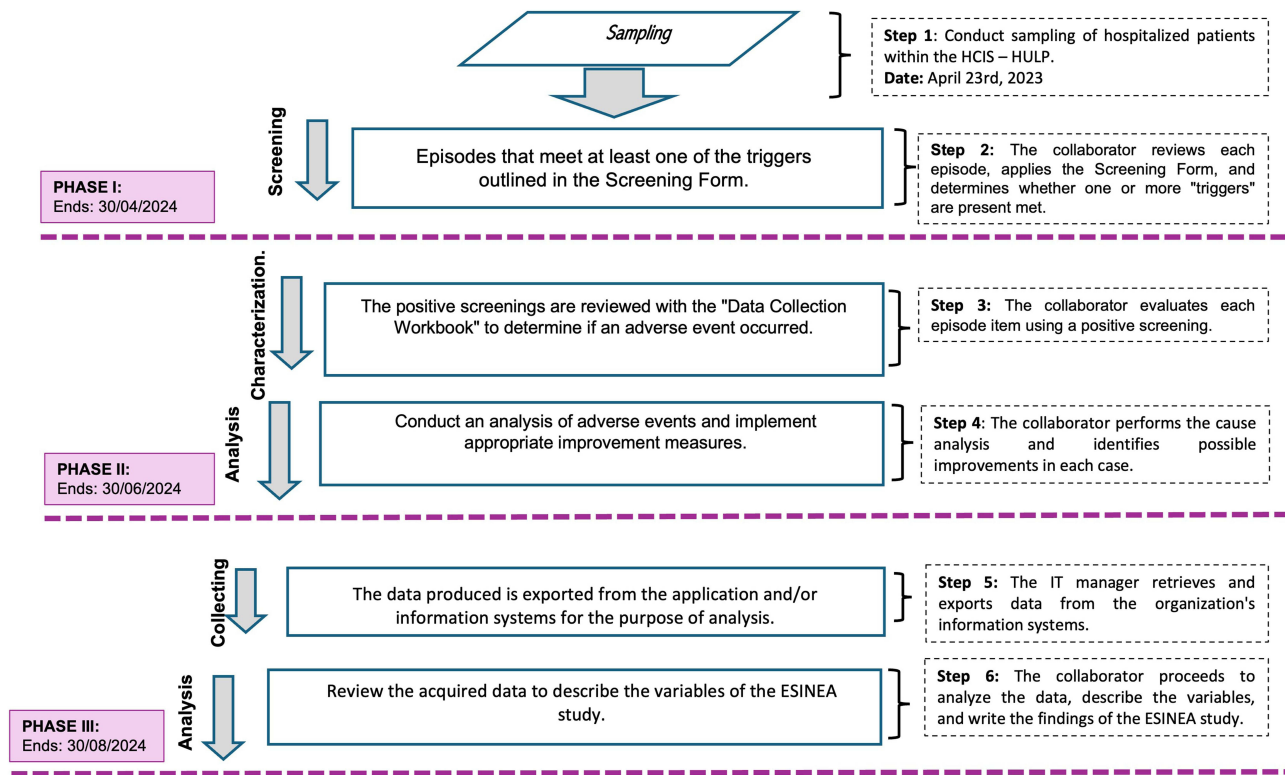 Sampling
Step 1: Conduct sampling of hospitalized patients
within the HCIS – HULP.
Date: April 23rd, 2023
Screening
Episodes that meet at least one of the triggers
outlined in the Screening Form.
Step 2: The collaborator reviews each
episode, applies the Screening Form, and
determines whether one or more "triggers"
are present met.
PHASE I:
Ends: 30/04/2024
Characterization.
The positive screenings are reviewed with the "Data Collection
Workbook" to determine if an adverse event occurred.
Step 3: The collaborator evaluates each
episode item using a positive screening.
Analysis
Conduct an analysis of adverse events and implement
appropriate improvement measures.
Step 4: The collaborator performs the cause
analysis and identifies possible
improvements in each case.
PHASE II:
Ends: 30/06/2024
Collecting
The data produced is exported from the application and/or
information systems for the purpose of analysis.
Step 5: The IT manager retrieves and
exports data from the organization's
information systems.
Analysis
Review the acquired data to describe the variables of the ESINEA
study.
Step 6: The collaborator proceeds to
analyze the data, describe the variables,
and write the findings of the ESINEA study.
PHASE III:
Ends: 30/08/2024